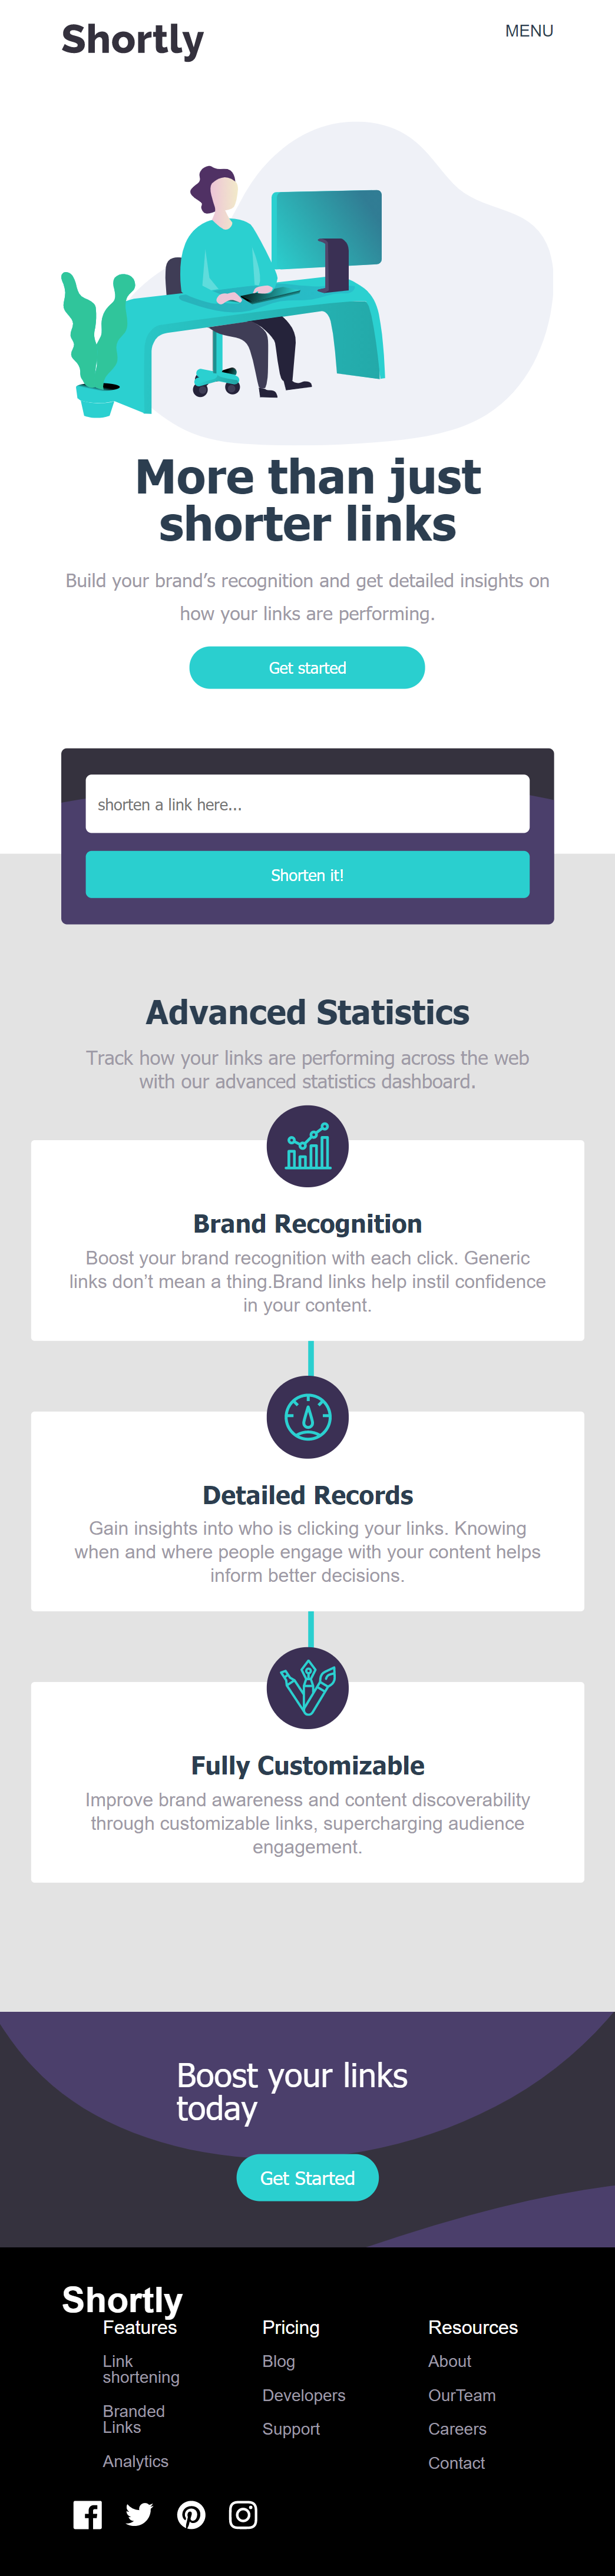 Shortly
MENU
More than just
shorter links
Build your brand’s recognition and get detailed insights on
how your links are performing.
Get started
shorten a link here...
Shorten it!
Advanced Statistics
Track how your links are performing across the web
with our advanced statistics dashboard.
Brand Recognition
Boost your brand recognition with each click. Generic
links don’t mean a thing.Brand links help instil confidence
in your content.
Detailed Records
Gain insights into who is clicking your links. Knowing
when and where people engage with your content helps
inform better decisions.
Fully Customizable
Improve brand awareness and content discoverability
through customizable links, supercharging audience
engagement.
Boost your links
today
Get Started
Shortly
Features
Link
shortening
Branded
Links
Analytics
Pricing
Blog
Developers
Support
Resources
About
OurTeam
Careers
Contact